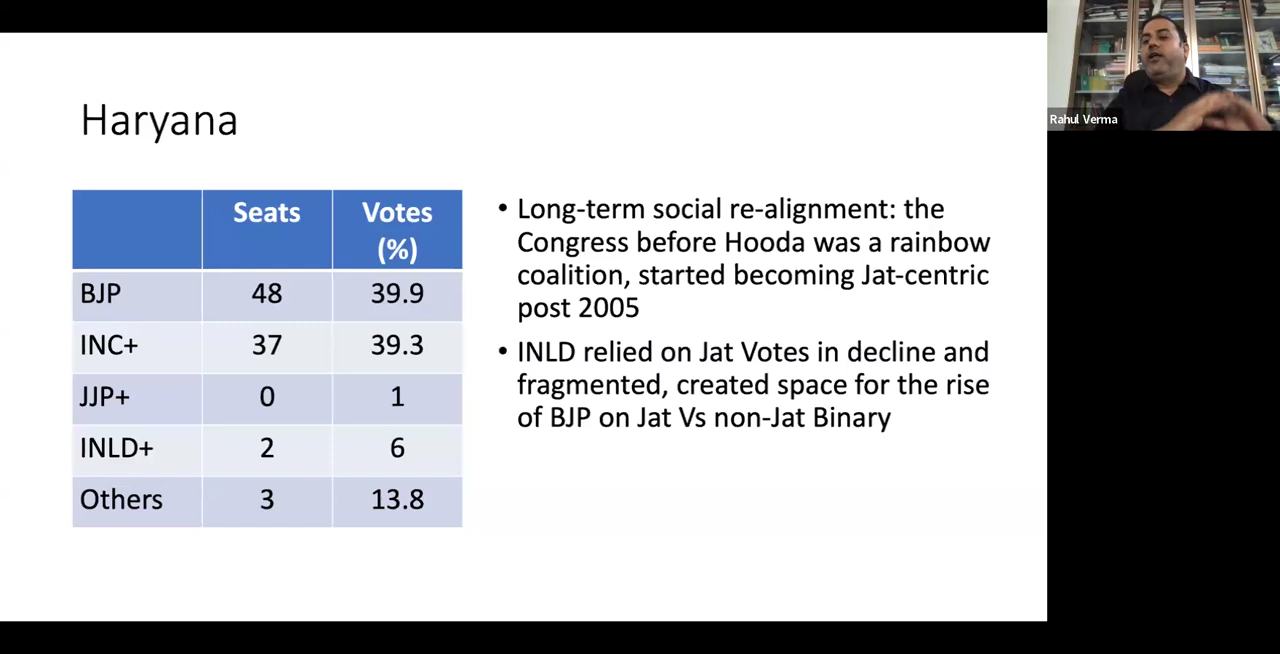 Haryana
Seats Votes (%)
BJP 48 39.9
INC+ 37 39.3
JJP+ 0 1
INLD+ 2 6
Others 3 13.8
• Long-term social re-alignment: the
Congress before Hooda was a rainbow
coalition, started becoming Jat-centric
post 2005
• INLD relied on Jat Votes in decline and
fragmented, created space for the rise
of BJP on Jat Vs non-Jat Binary
Rahul Verma